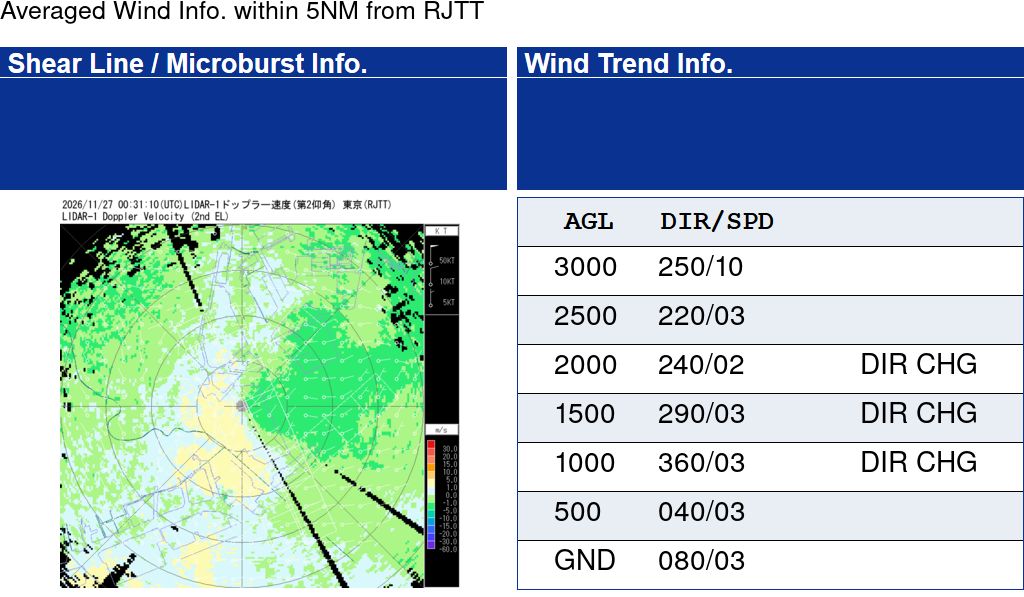 Averaged Wind Info. within 5NM from RJTT
Shear Line / Microburst Info.
Wind Trend Info.
2026/11/27 00:31:10(UTC)LIDAR-1ドップラー速度(第2仰角) 東京(RJTT)
LIDAR-1 Doppler Velocity (2nd EL)
K T
50KT
10KT
5KT
m/s
30.0
20.0
15.0
10.0
5.0
1.0
0.0
-1.0
-5.0
-10.0
-15.0
-20.0
-30.0
-60.0
AGL DIR/SPD
3000 250/10
2500 220/03
2000 240/02 DIR CHG
1500 290/03 DIR CHG
1000 360/03 DIR CHG
500 040/03
GND 080/03